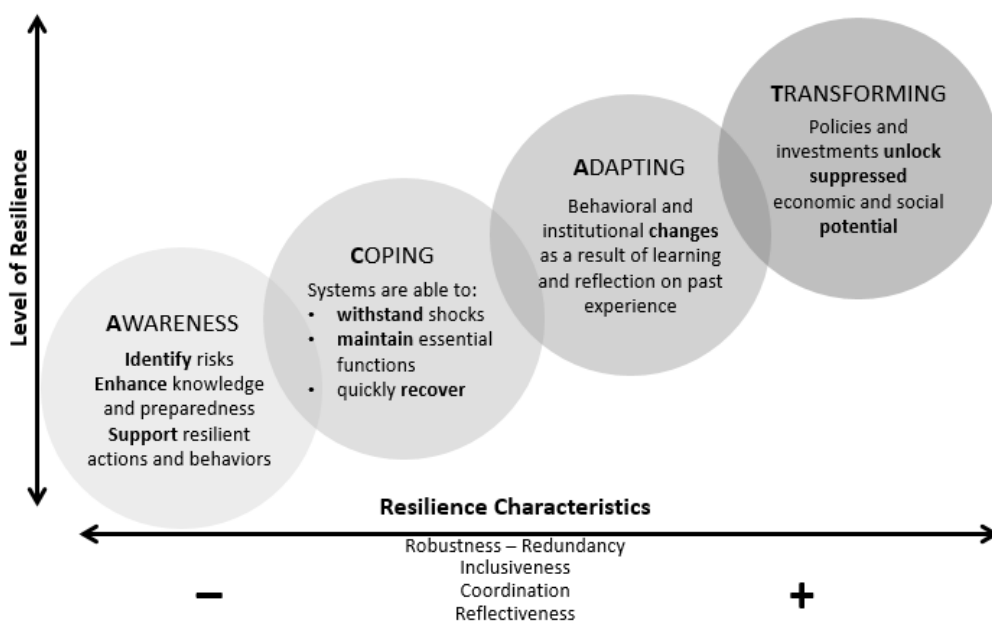 Level of Resilience
AWARENESS
Identify risks
Enhance knowledge
and preparedness
Support resilient
actions and behaviors
COPING
Systems are able to:
• withstand shocks
• maintain essential
functions
• quickly recover
ADAPTING
Behavioral and
institutional changes
as a result of learning
and reflection on past
experience
TRANSFORMING
Policies and
investments unlock
suppressed
economic and social
potential
Resilience Characteristics
Robustness – Redundancy
Inclusiveness
Coordination
Reflectiveness
– +